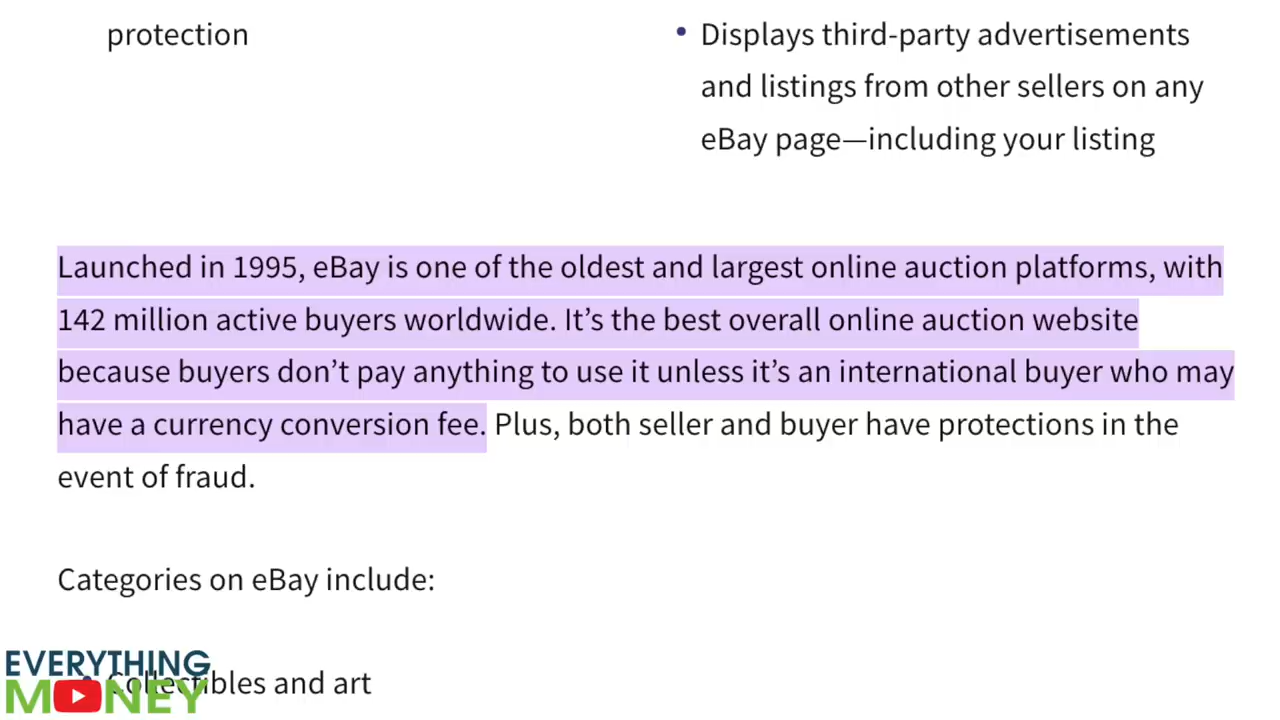 protection
• Displays third-party advertisements
and listings from other sellers on any
eBay page—including your listing
Launched in 1995, eBay is one of the oldest and largest online auction platforms, with
142 million active buyers worldwide. It’s the best overall online auction website
because buyers don’t pay anything to use it unless it’s an international buyer who may
have a currency conversion fee. Plus, both seller and buyer have protections in the
event of fraud.
Categories on eBay include:
• Collectibles and art
EVERYTHING
MONEY